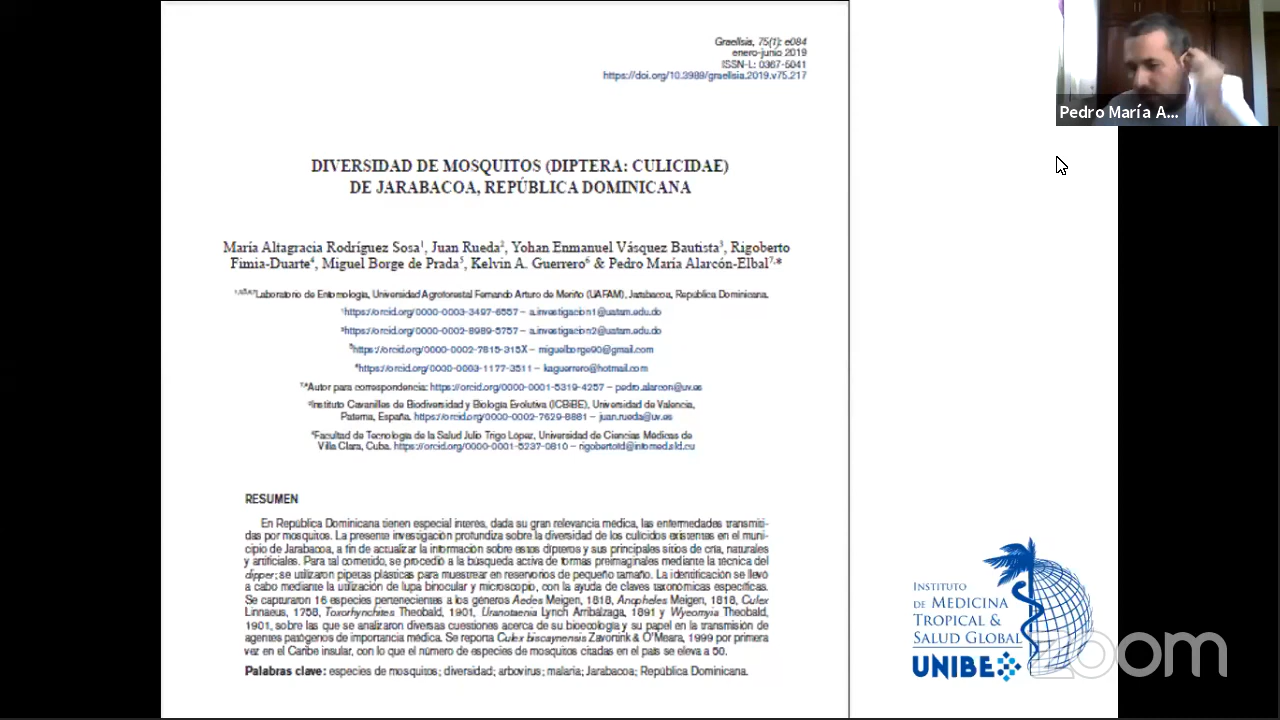 Graellsia, 75(1): e084
enero-junio 2019
ISSN-L: 0367-5041
https://doi.org/10.3989/graellsia.2019.v75.217
Pedro María A...
DIVERSIDAD DE MOSQUITOS (DIPTERA: CULICIDAE)
DE JARABACOA, REPÚBLICA DOMINICANA
María Altagracia Rodríguez Sosa¹, Juan Rueda², Yohan Enmanuel Vásquez Bautista³, Rigoberto
Fimia-Duarte⁴, Miguel Borge de Prada⁵, Kelvin A. Guerrero⁶ & Pedro María Alarcón-Elbal⁷,*
Laboratorio de Entomología, Universidad Agroforestal Fernando Arturo de Meriño (UAFAM), Jarabacoa, República Dominicana.
¹https://orcid.org/0000-0003-3497-6557 – a.investigacion1@uafam.edu.do
³https://orcid.org/0000-0002-8989-5757 – a.investigacion2@uafam.edu.do
⁵https://orcid.org/0000-0002-7815-315X – miguelborge90@gmail.com
⁶https://orcid.org/0000-0003-1177-3511 – kaguerrero@hotmail.com
⁷,*Autor para correspondencia: https://orcid.org/0000-0001-5319-4257 – pedro.alarcon@uv.es
²Instituto Cavanilles de Biodiversidad y Biología Evolutiva (ICBiBE), Universidad de Valencia,
Paterna, España. https://orcid.org/0000-0002-7629-8881 – juan.rueda@uv.es
⁴Facultad de Tecnología de la Salud Julio Trigo López, Universidad de Ciencias Médicas de
Villa Clara, Cuba. https://orcid.org/0000-0001-5237-0810 – rigobertofd@infomed.sld.cu
RESUMEN
En República Dominicana tienen especial interés, dada su gran relevancia médica, las enfermedades transmiti-
das por mosquitos. La presente investigación profundiza sobre la diversidad de los culícidos existentes en el muni-
cipio de Jarabacoa, a fin de actualizar la información sobre estos dípteros y sus principales sitios de cría, naturales
y artificiales. Para tal cometido, se procedió a la búsqueda activa de formas preimaginales mediante la técnica del
dipper; se utilizaron pipetas plásticas para muestrear en reservorios de pequeño tamaño. La identificación se llevó
a cabo mediante la utilización de lupa binocular y microscopio, con la ayuda de claves taxonómicas específicas.
Se capturaron 16 especies pertenecientes a los géneros Aedes Meigen, 1818, Anopheles Meigen, 1818, Culex
Linnaeus, 1758, Toxorhynchites Theobald, 1901, Uranotaenia Lynch Arribálzaga, 1891 y Wyeomyia Theobald,
1901, sobre las que se analizaron diversas cuestiones acerca de su bioecología y su papel en la transmisión de
agentes patógenos de importancia médica. Se reporta Culex biscaynensis Zavortink & O'Meara, 1999 por primera
vez en el Caribe insular, con lo que el número de especies de mosquitos citadas en el país se eleva a 50.
Palabras clave: especies de mosquitos; diversidad; arbovirus; malaria; Jarabacoa; República Dominicana.
INSTITUTO
DE MEDICINA
TROPICAL &
SALUD GLOBAL
UNIBE
zoom